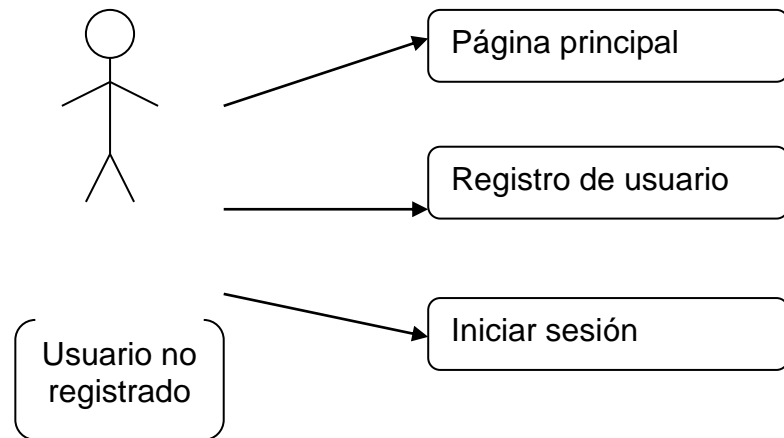 Página principal
Registro de usuario
Iniciar sesión
Usuario no
registrado